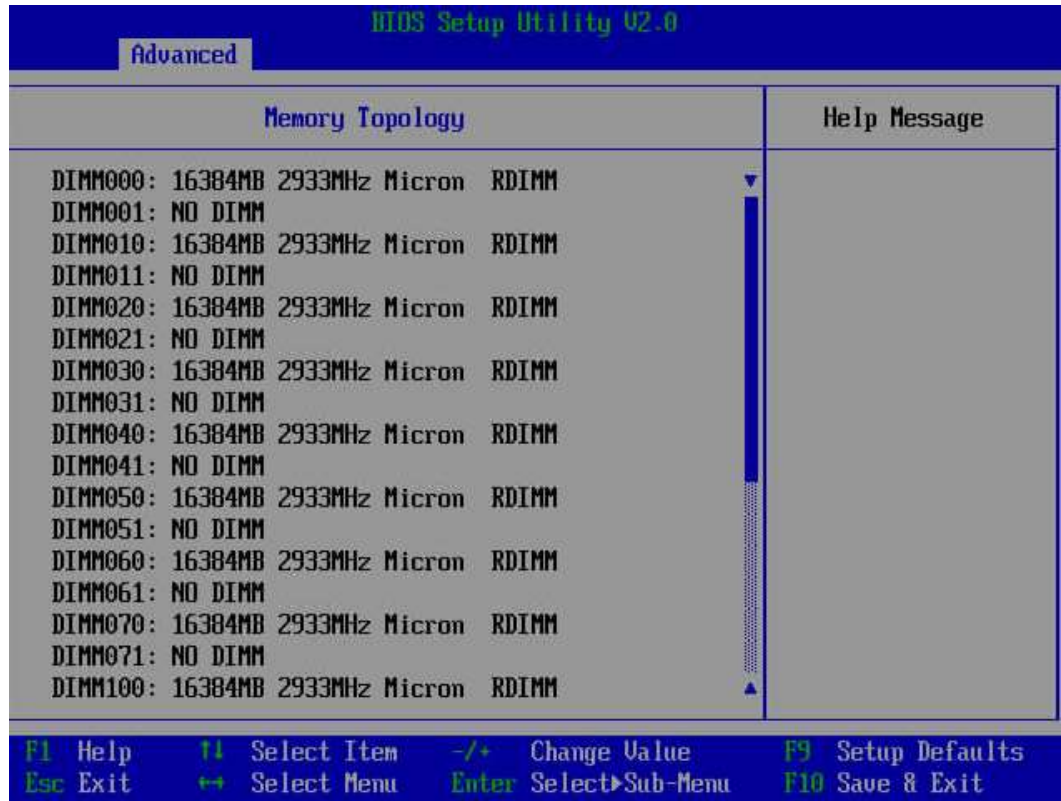 BIOS Setup Utility V2.0
Advanced
Memory Topology
Help Message
DIMM000: 16384MB 2933MHz Micron RDIMM
DIMM001: NO DIMM
DIMM010: 16384MB 2933MHz Micron RDIMM
DIMM011: NO DIMM
DIMM020: 16384MB 2933MHz Micron RDIMM
DIMM021: NO DIMM
DIMM030: 16384MB 2933MHz Micron RDIMM
DIMM031: NO DIMM
DIMM040: 16384MB 2933MHz Micron RDIMM
DIMM041: NO DIMM
DIMM050: 16384MB 2933MHz Micron RDIMM
DIMM051: NO DIMM
DIMM060: 16384MB 2933MHz Micron RDIMM
DIMM061: NO DIMM
DIMM070: 16384MB 2933MHz Micron RDIMM
DIMM071: NO DIMM
DIMM100: 16384MB 2933MHz Micron RDIMM
F1 Help ↑↓ Select Item -/+ Change Value F9 Setup Defaults
Esc Exit ↔ Select Menu Enter Select▶Sub-Menu F10 Save & Exit